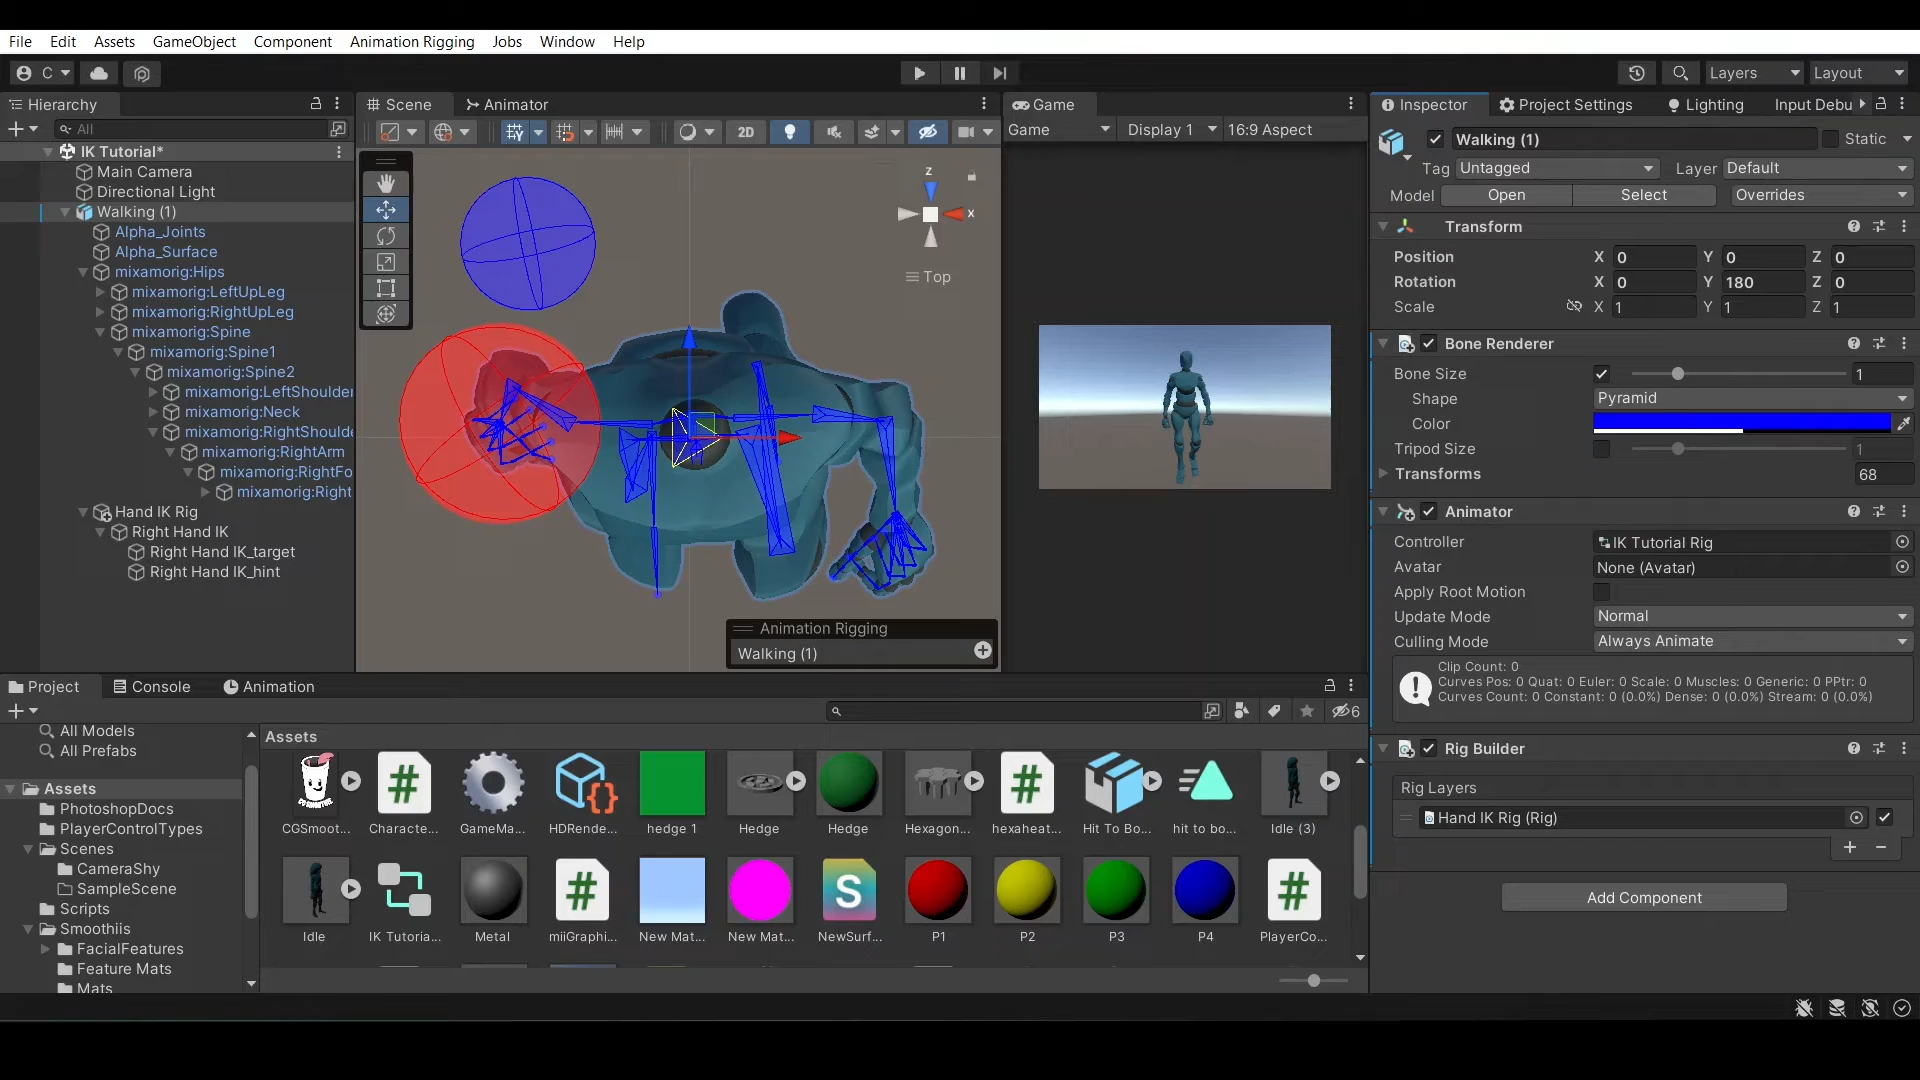 File Edit Assets GameObject Component Animation Rigging Jobs Window Help
C
Layers
Layout
Hierarchy
All
IK Tutorial*
Main Camera
Directional Light
Walking (1)
Alpha_Joints
Alpha_Surface
mixamorig:Hips
mixamorig:LeftUpLeg
mixamorig:RightUpLeg
mixamorig:Spine
mixamorig:Spine1
mixamorig:Spine2
mixamorig:LeftShoulder
mixamorig:Neck
mixamorig:RightShoulde
mixamorig:RightArm
mixamorig:RightFo
mixamorig:Right
Hand IK Rig
Right Hand IK
Right Hand IK_target
Right Hand IK_hint
Scene
Animator
2D
z
x
Top
Animation Rigging
Walking (1)
Game
Game
Display 1
16:9 Aspect
Inspector
Project Settings
Lighting
Input Debu
Walking (1)
Static
Tag Untagged
Layer Default
Model Open Select Overrides
Transform
Position X 0 Y 0 Z 0
Rotation X 0 Y 180 Z 0
Scale X 1 Y 1 Z 1
Bone Renderer
Bone Size 1
Shape Pyramid
Color
Tripod Size 1
Transforms 68
Animator
Controller IK Tutorial Rig
Avatar None (Avatar)
Apply Root Motion
Update Mode Normal
Culling Mode Always Animate
Clip Count: 0
Curves Pos: 0 Quat: 0 Euler: 0 Scale: 0 Muscles: 0 Generic: 0 PPtr: 0
Curves Count: 0 Constant: 0 (0.0%) Dense: 0 (0.0%) Stream: 0 (0.0%)
Rig Builder
Rig Layers
Hand IK Rig (Rig)
Add Component
Project
Console
Animation
6
All Models
All Prefabs
Assets
PhotoshopDocs
PlayerControlTypes
Scenes
CameraShy
SampleScene
Scripts
Smoothiis
FacialFeatures
Feature Mats
Mats
Assets
CGSmoot... Characte... GameMa... HDRende... hedge 1 Hedge Hedge Hexagon... hexaheat... Hit To Bo... hit to bo... Idle (3)
S
Idle IK Tutoria... Metal miiGraphi... New Mat... New Mat... NewSurf... P1 P2 P3 P4 PlayerCo...